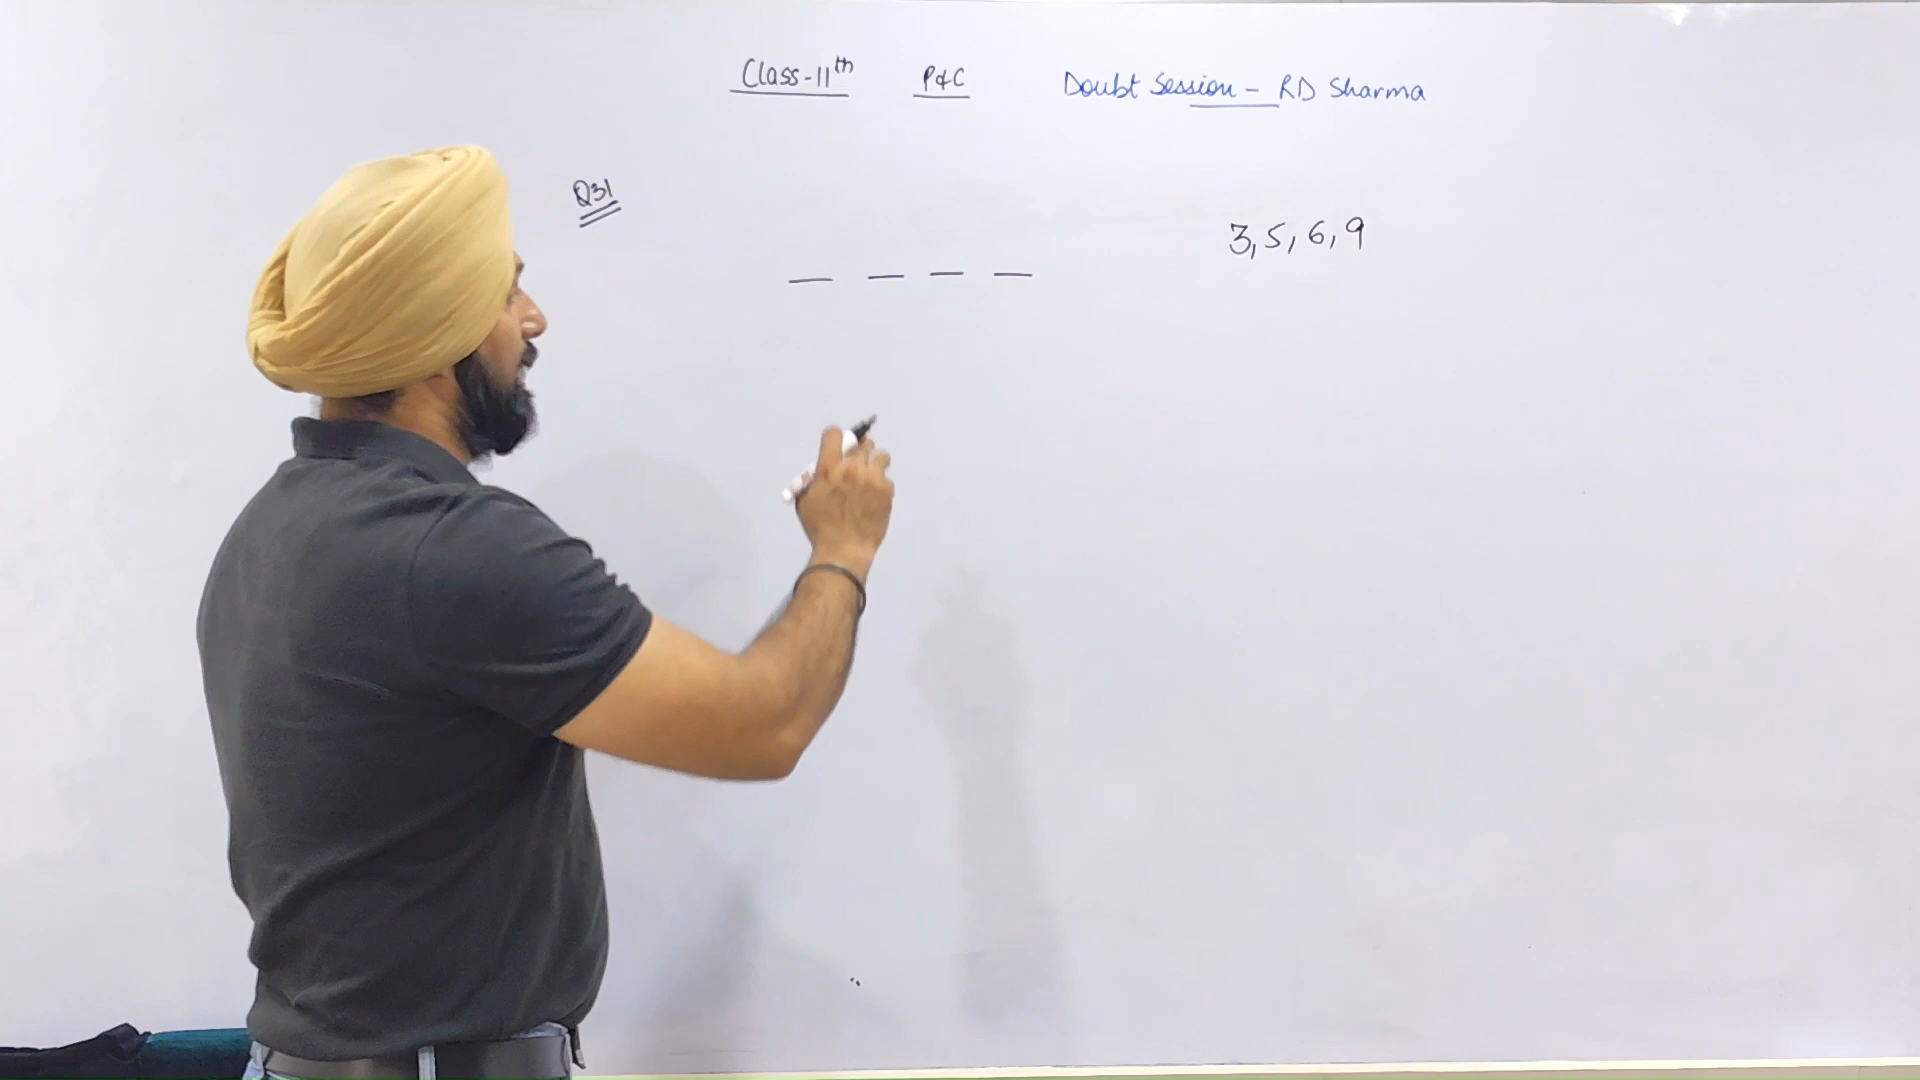 Class-11th P&C Doubt Session - RD Sharma
Q31
3, 5, 6, 9